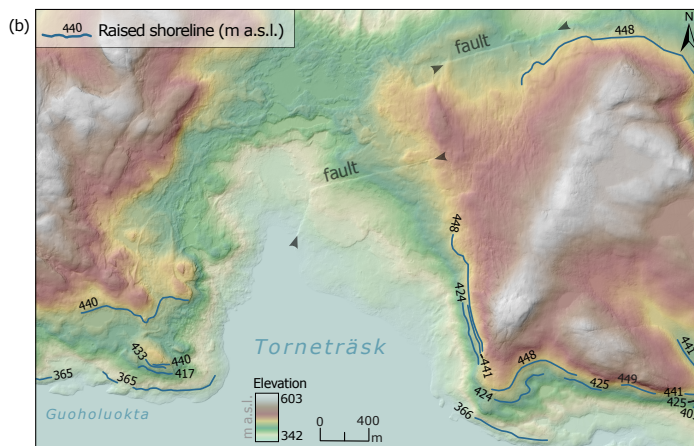 (b)
440 Raised shoreline (m a.s.l.)
N
448
fault
fault
448
440
424
433
440
417
365
365
441
448
424
425
449
441
425
441
366
Torneträsk
Guoholuokta
Elevation
m a.s.l.
603
342
0 400
m